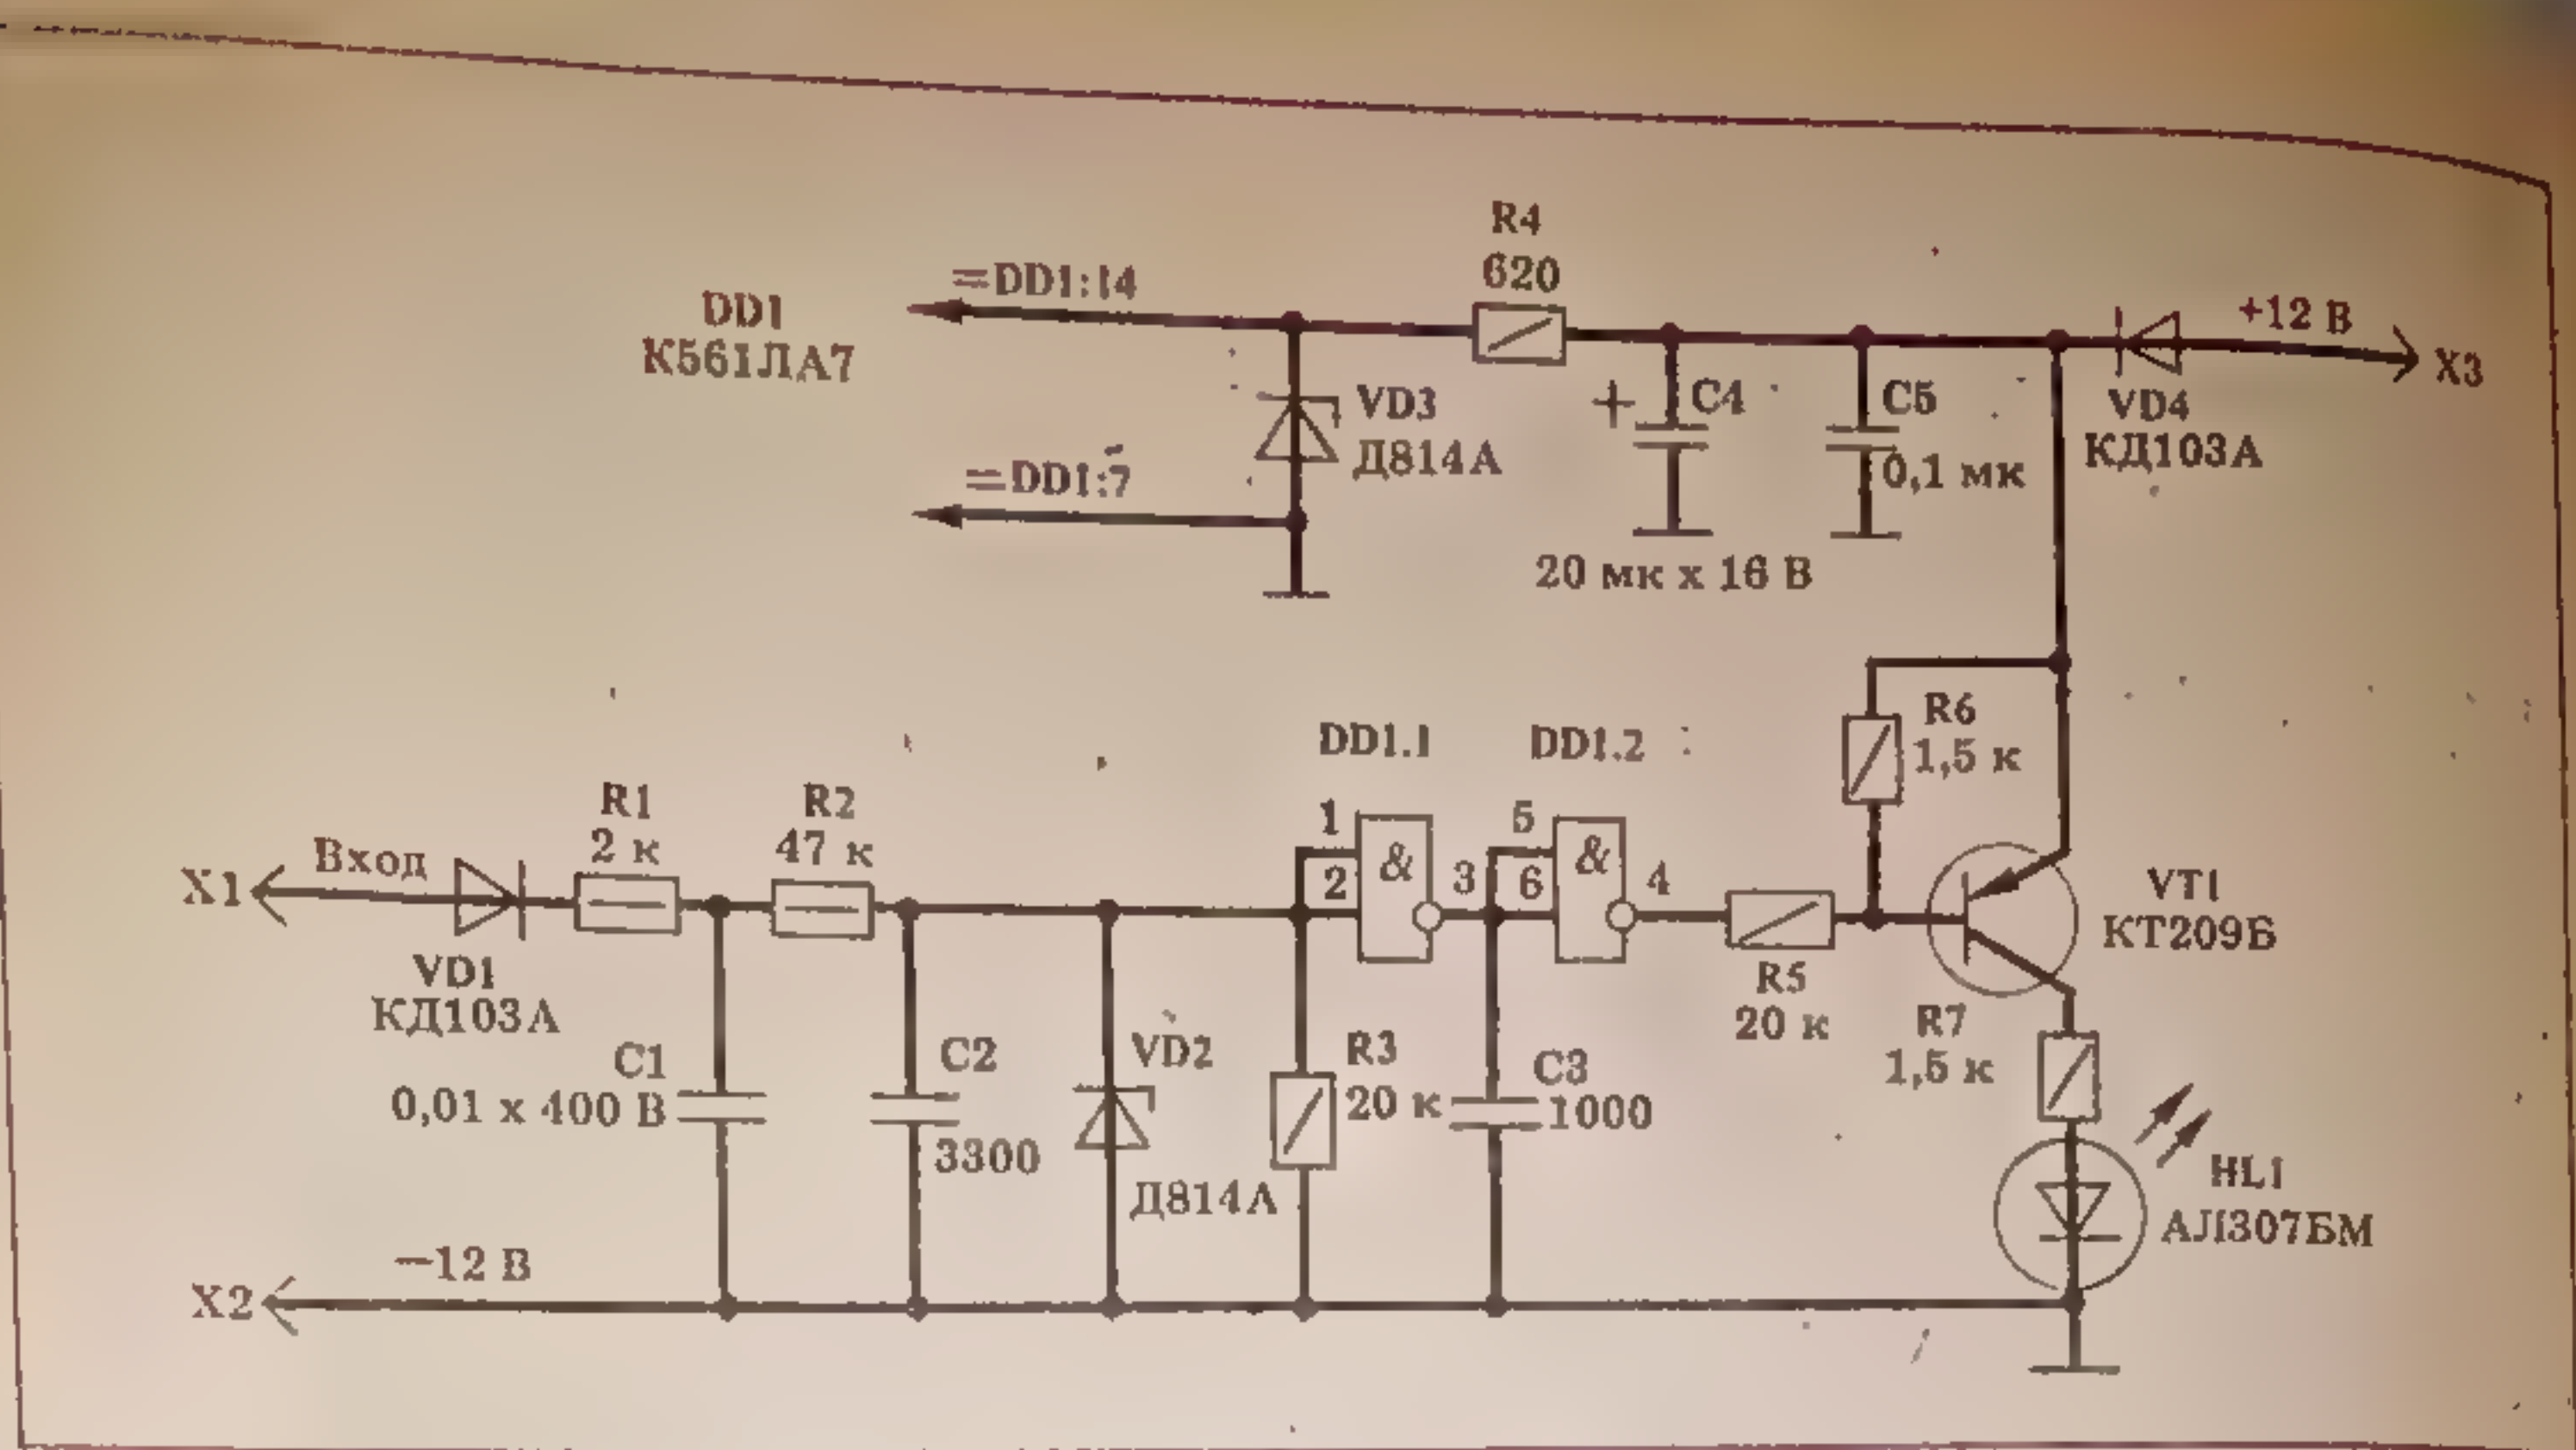 R4
620
=DD1:14
DD1
К561ЛА7
+12 В
X3
VD3
Д814А
+
C4
C5
0,1 мк
VD4
КД103А
=DD1:7
20 мк х 16 В
R6
1,5 к
DD1.1
DD1.2
R1
2 к
R2
47 к
X1
Вход
1
2
&
3
5
6
&
4
VT1
КТ209Б
VD1
КД103А
R5
20 к
R7
1,5 к
C1
0,01 х 400 В
C2
3300
VD2
Д814А
R3
20 к
C3
1000
HL1
АЛ307БМ
X2
−12 В